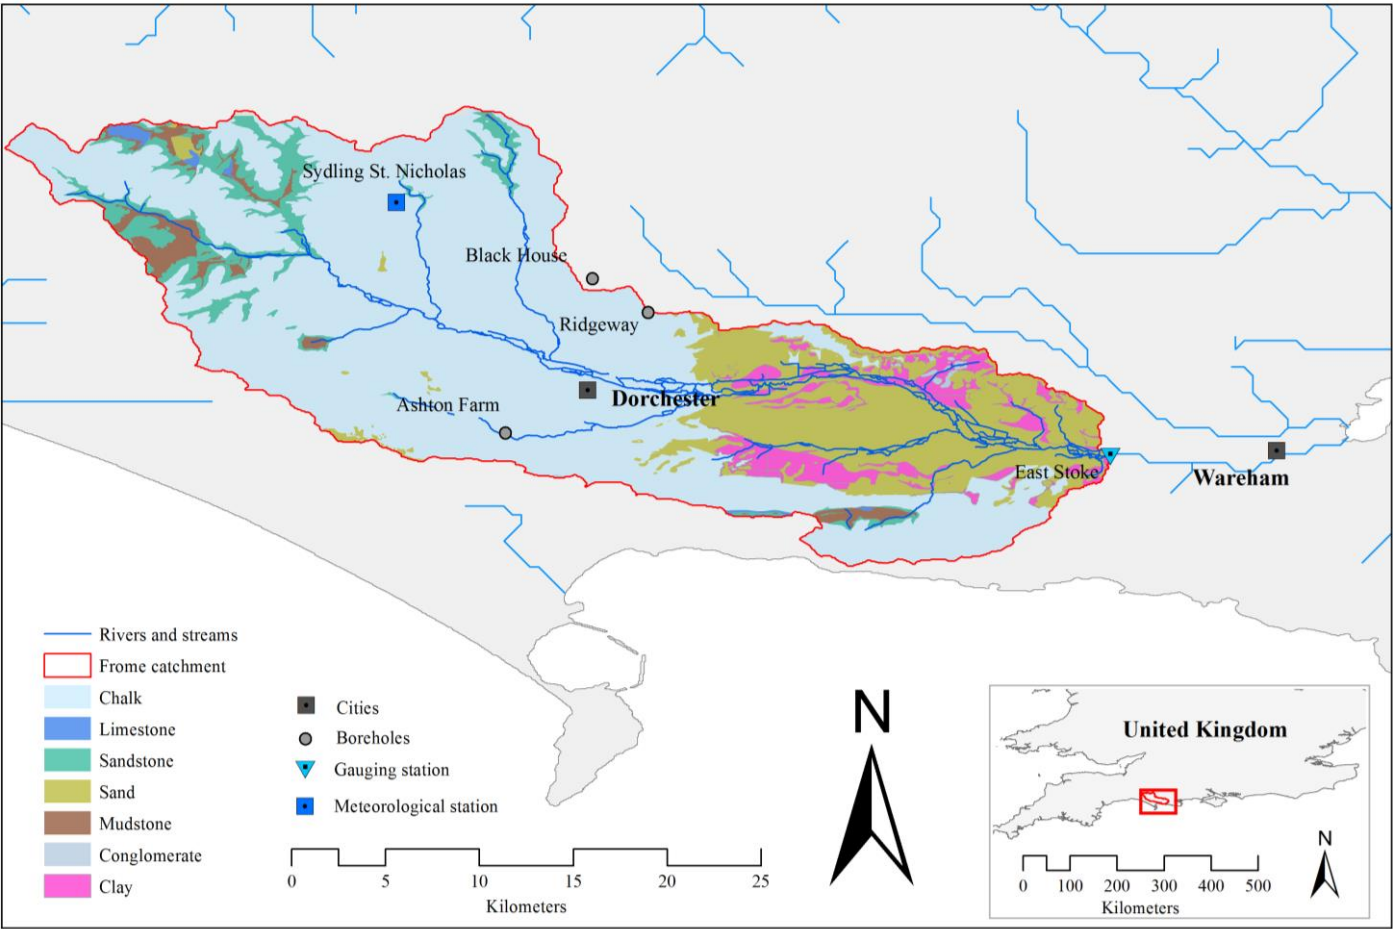 Sydling St. Nicholas
Black House
Ridgeway
Ashton Farm
Dorchester
East Stoke
Wareham
Rivers and streams
Frome catchment
Chalk
Limestone
Sandstone
Sand
Mudstone
Conglomerate
Clay
Cities
Boreholes
Gauging station
Meteorological station
0 5 10 15 20 25
Kilometers
N
United Kingdom
N
0 100 200 300 400 500
Kilometers